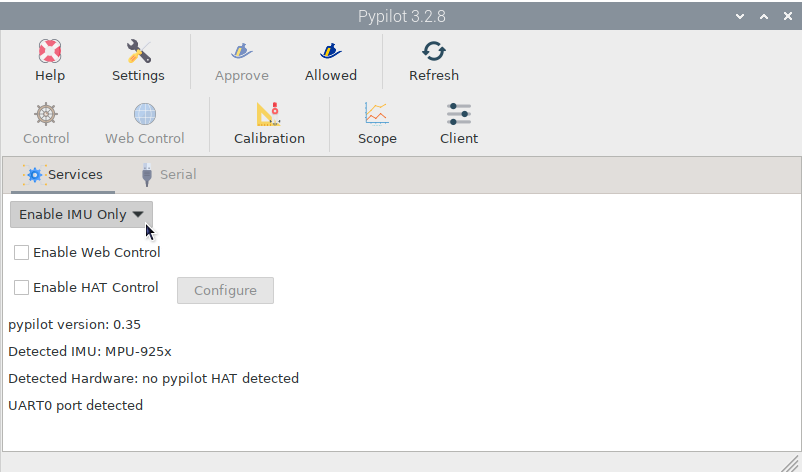 Pypilot 3.2.8
Help Settings Approve Allowed Refresh
Control Web Control Calibration Scope Client
Services Serial
Enable IMU Only
Enable Web Control
Enable HAT Control Configure
pypilot version: 0.35
Detected IMU: MPU-925x
Detected Hardware: no pypilot HAT detected
UART0 port detected